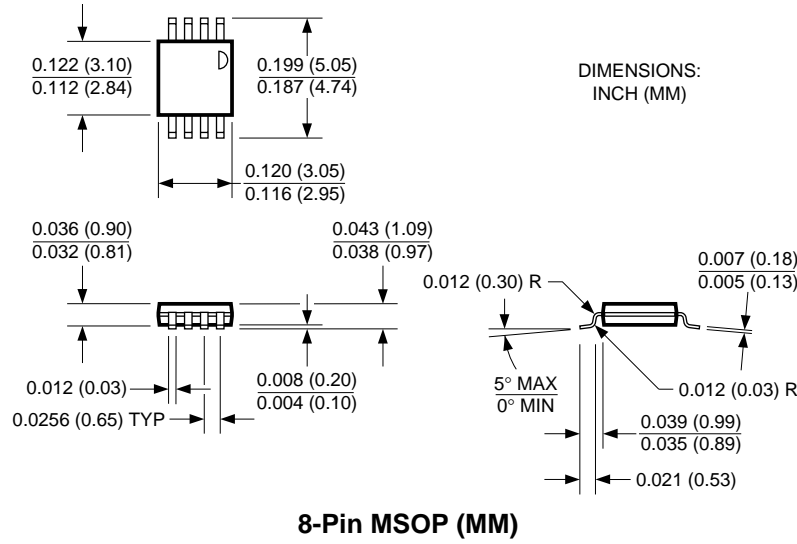 0.122 (3.10)
0.112 (2.84)
0.199 (5.05)
0.187 (4.74)
DIMENSIONS:
INCH (MM)
0.120 (3.05)
0.116 (2.95)
0.036 (0.90)
0.032 (0.81)
0.043 (1.09)
0.038 (0.97)
0.007 (0.18)
0.005 (0.13)
0.012 (0.30) R
0.012 (0.03)
0.008 (0.20)
0.004 (0.10)
5° MAX
0° MIN
0.012 (0.03) R
0.0256 (0.65) TYP
0.039 (0.99)
0.035 (0.89)
0.021 (0.53)
8-Pin MSOP (MM)